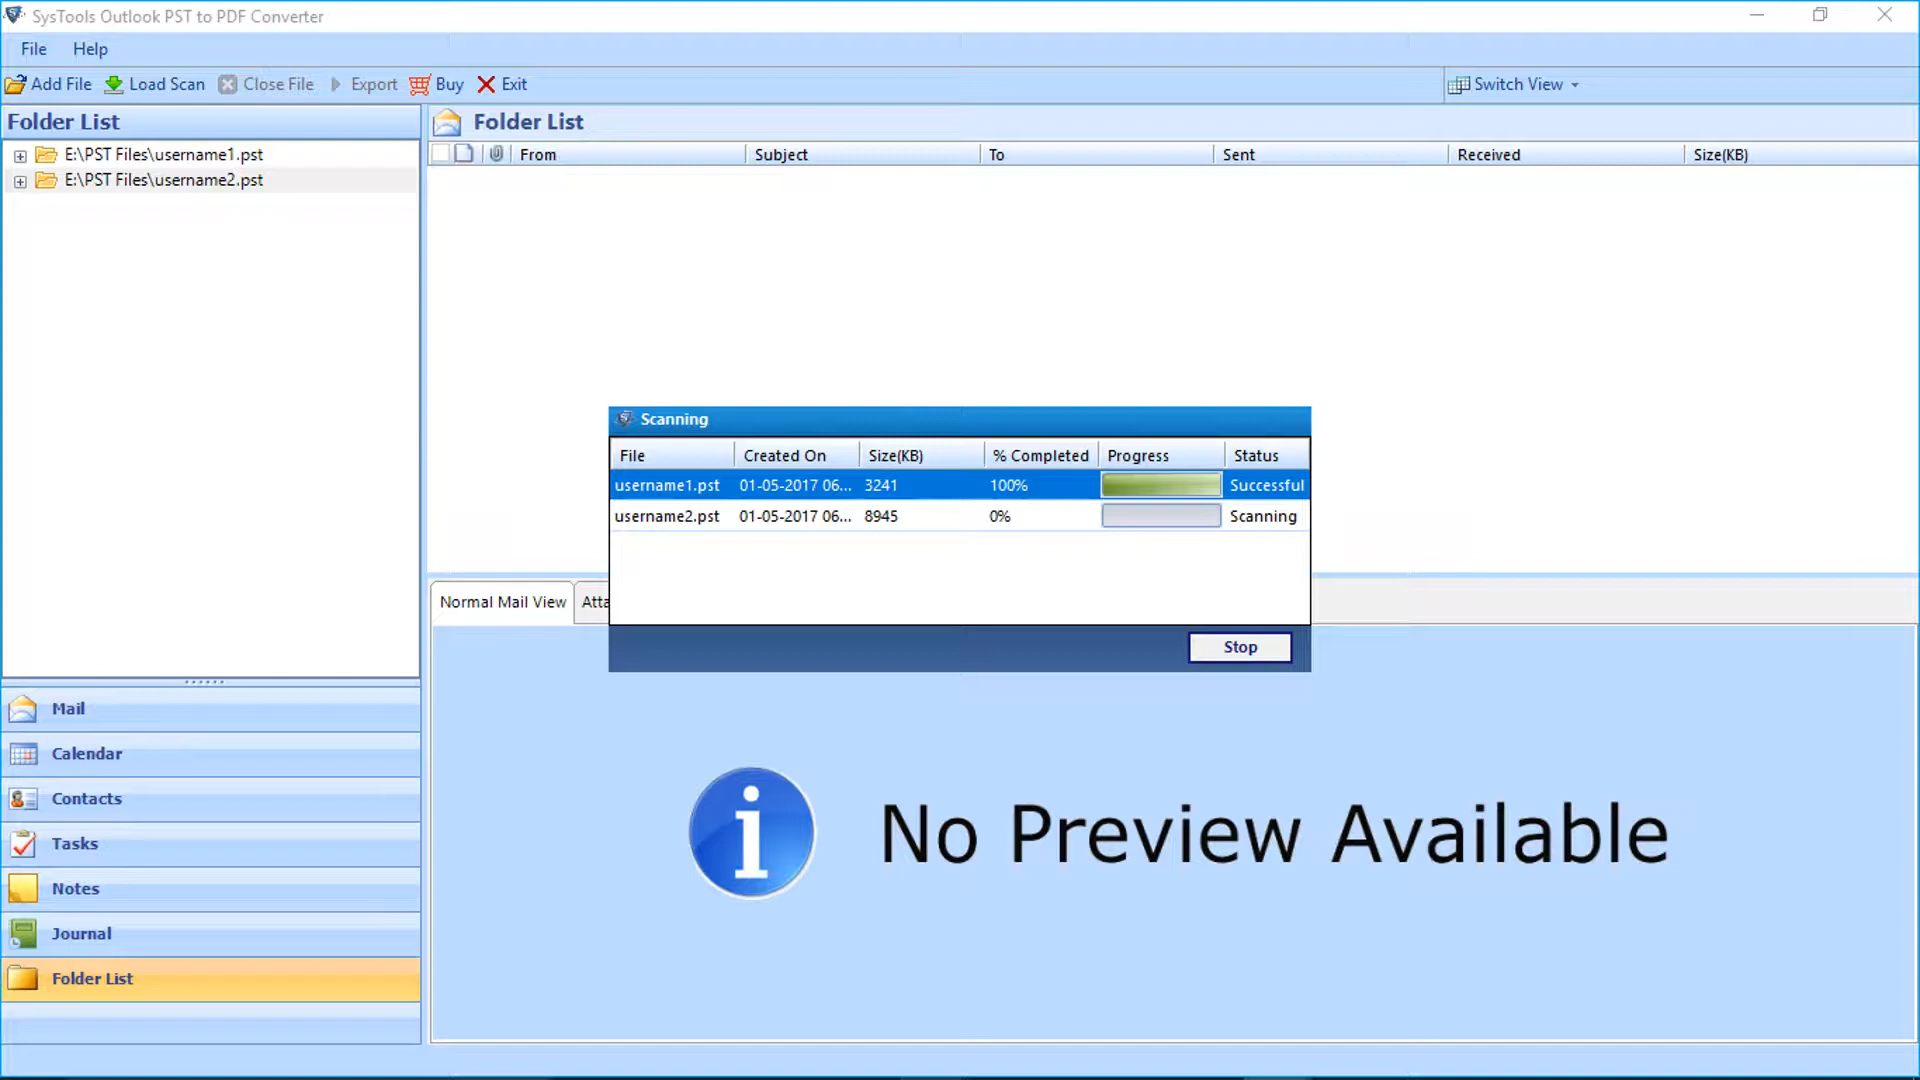 SysTools Outlook PST to PDF Converter
File Help
Add File Load Scan Close File Export Buy Exit Switch View
Folder List
E:\PST Files\username1.pst
E:\PST Files\username2.pst
Folder List
From Subject To Sent Received Size(KB)
Scanning
File Created On Size(KB) % Completed Progress Status
username1.pst 01-05-2017 06... 3241 100% Successful
username2.pst 01-05-2017 06... 8945 0% Scanning
Stop
Normal Mail View Atta
No Preview Available
Mail
Calendar
Contacts
Tasks
Notes
Journal
Folder List